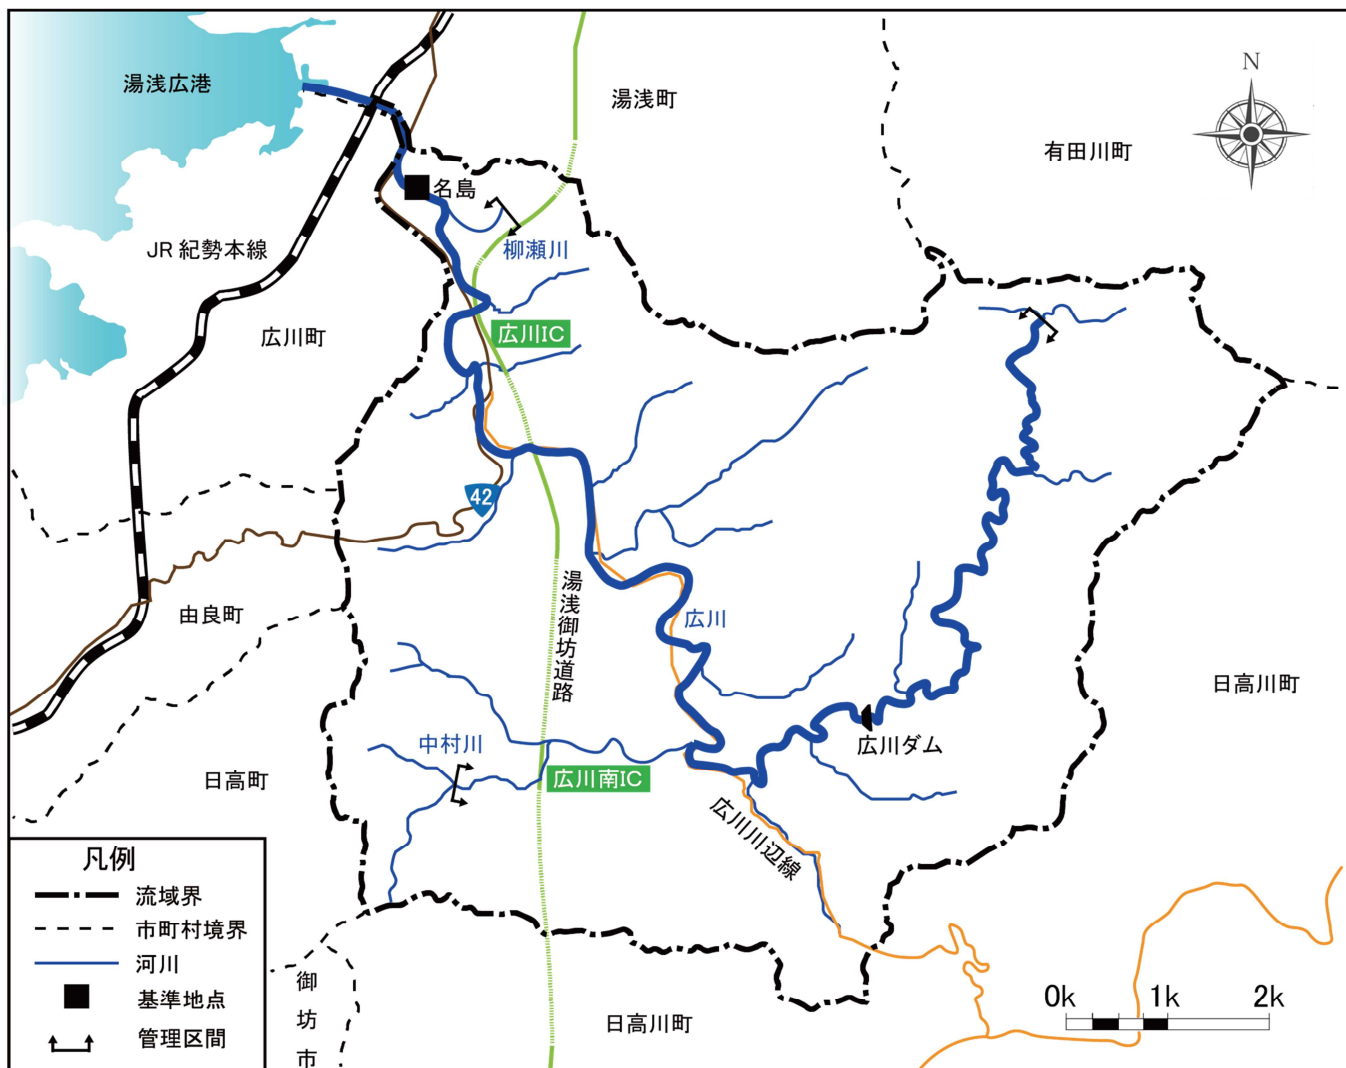 湯浅広港
湯浅町
N
有田川町
名島
JR 紀勢本線
柳瀬川
広川町
広川IC
42
湯浅御坊道路
由良町
広川
日高川町
中村川
広川ダム
日高町
広川南IC
広川川辺線
凡例
流域界
市町村境界
河川
基準地点
管理区間
御坊市
日高川町
0k 1k 2k